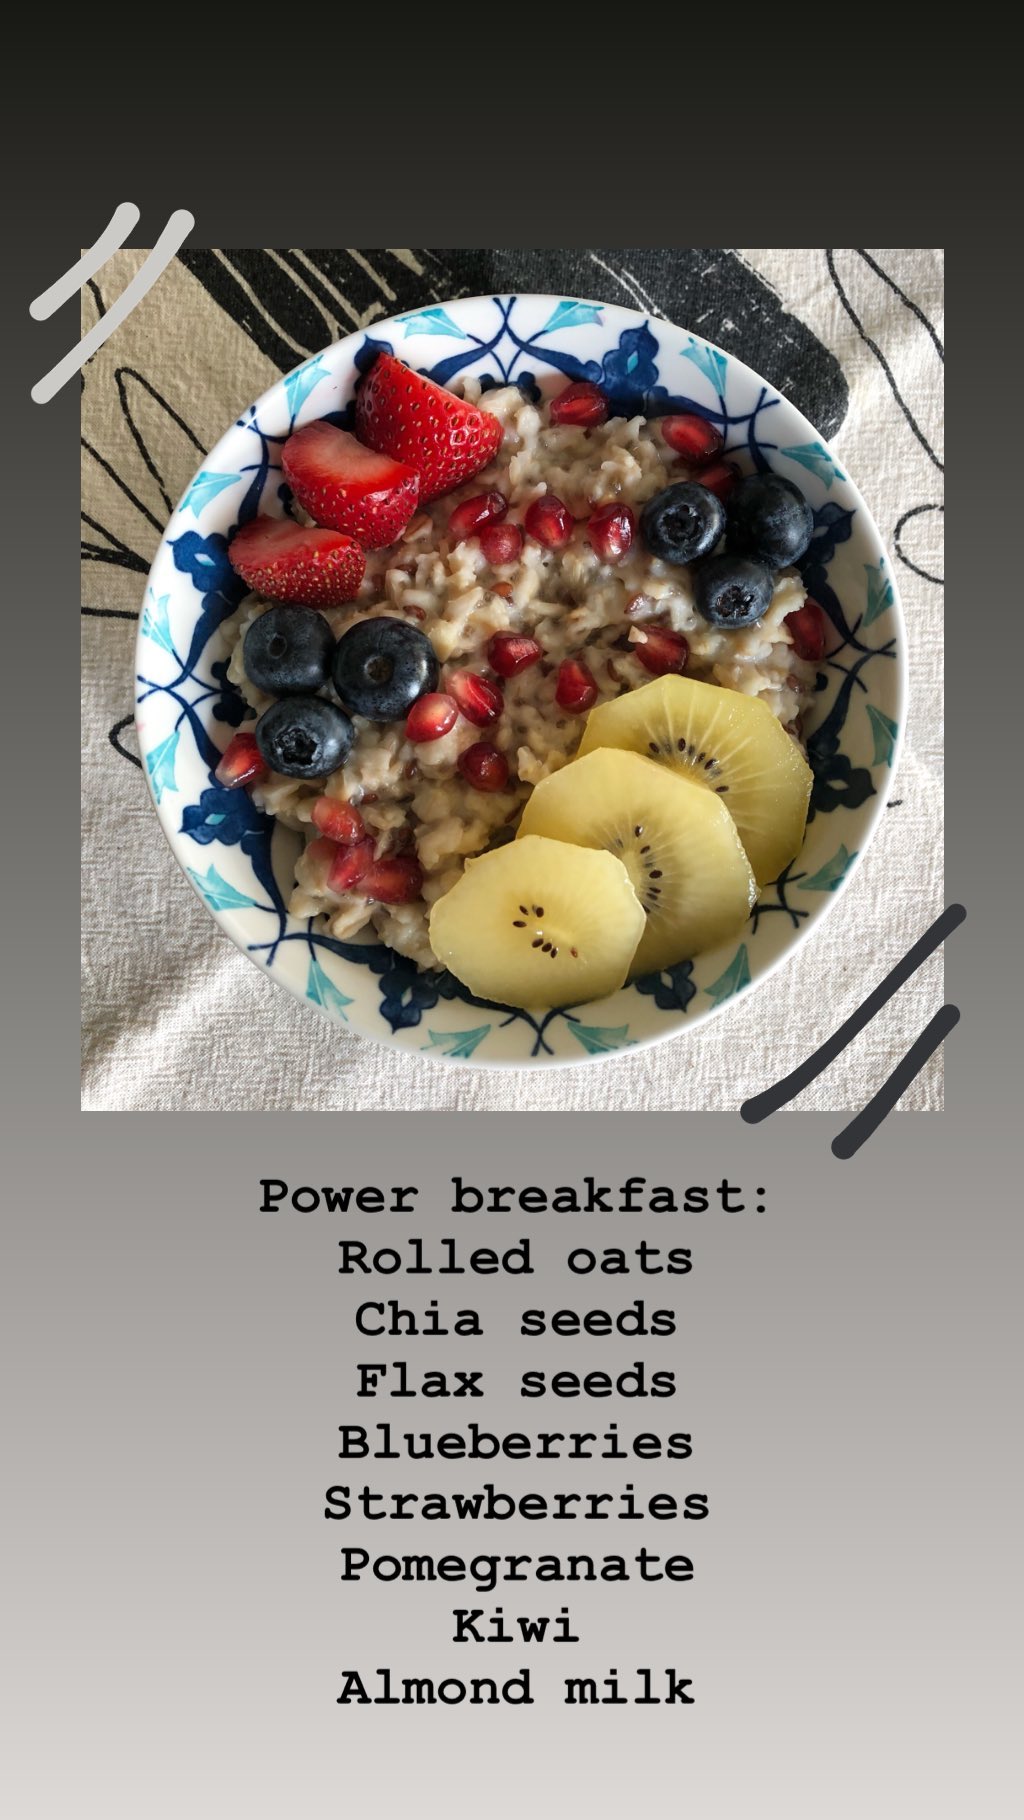 Power breakfast:
Rolled oats
Chia seeds
Flax seeds
Blueberries
Strawberries
Pomegranate
Kiwi
Almond milk